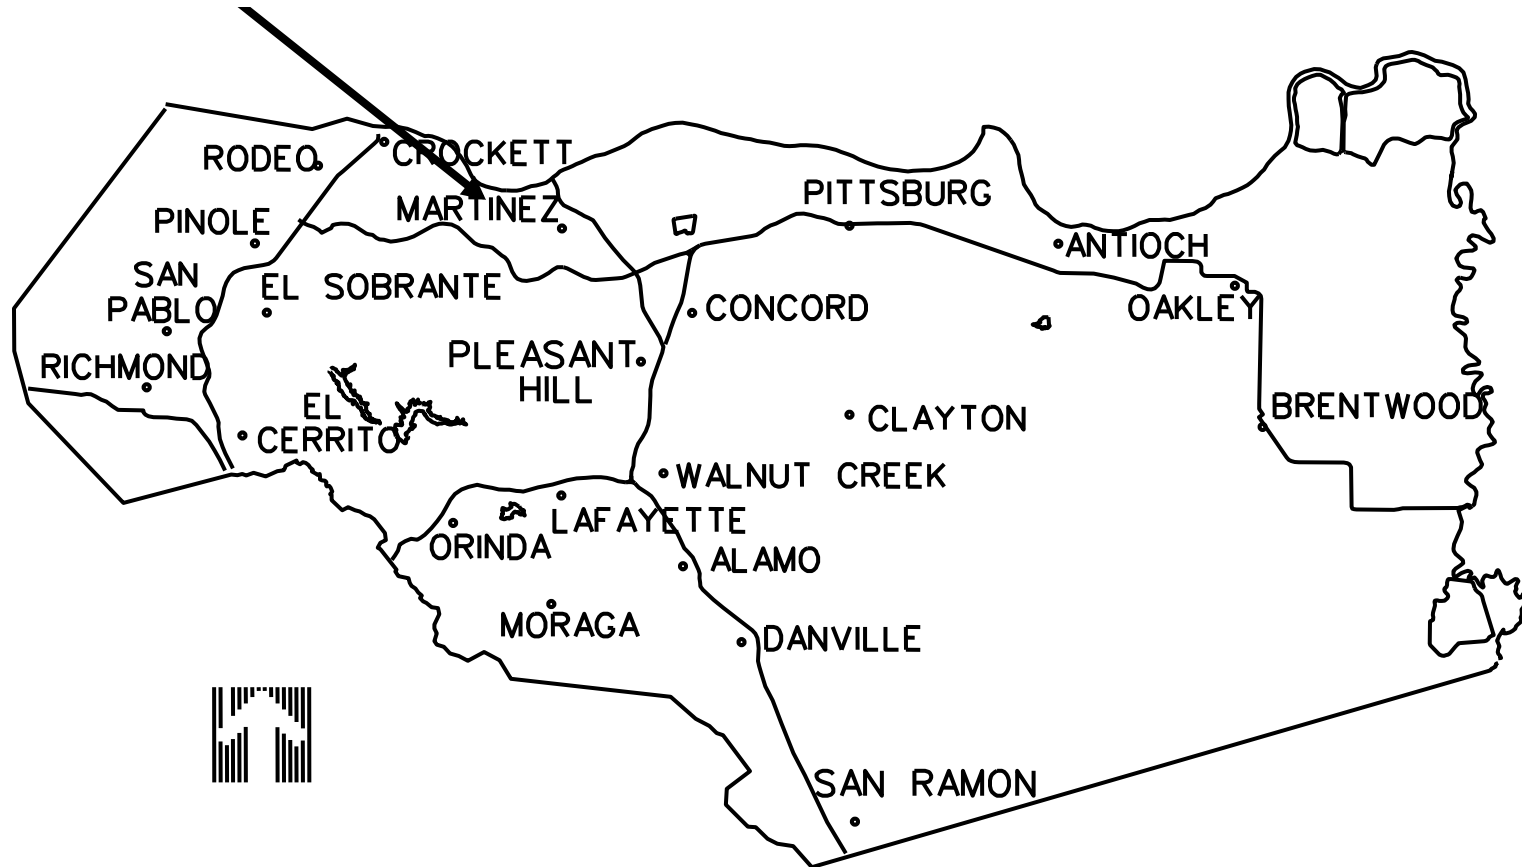 CROCKETT
RODEO
PITTSBURG
MARTINEZ
PINOLE
ANTIOCH
SAN
PABLO
EL SOBRANTE
CONCORD
OAKLEY
RICHMOND
PLEASANT
HILL
EL
CERRITO
CLAYTON
BRENTWOOD
WALNUT CREEK
LAFAYETTE
ORINDA
ALAMO
MORAGA
DANVILLE
SAN RAMON